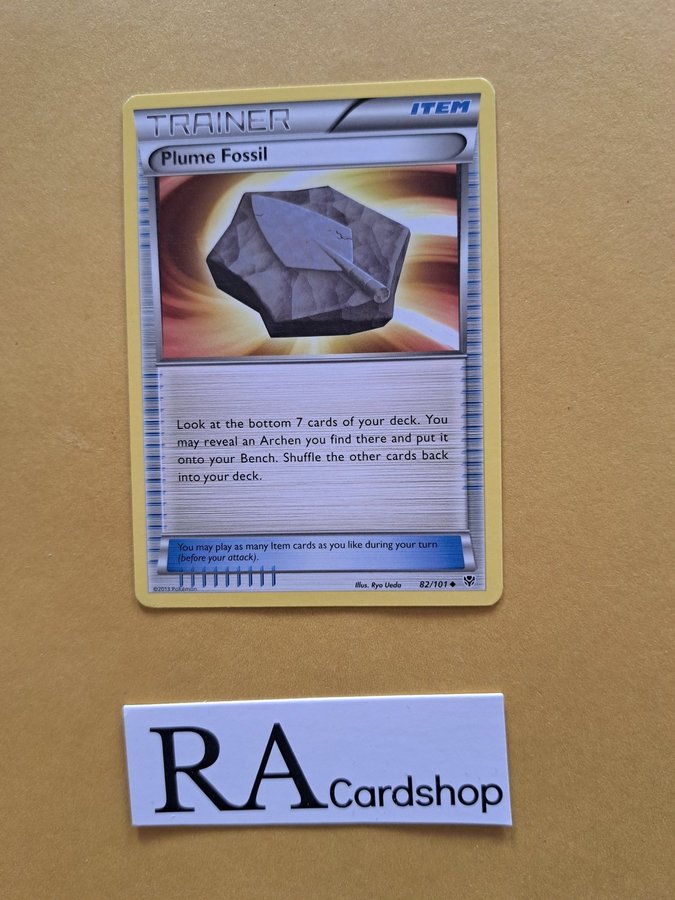 TRAINER
ITEM
Plume Fossil
Look at the bottom 7 cards of your deck. You
may reveal an Archen you find there and put it
onto your Bench. Shuffle the other cards back
into your deck.
You may play as many Item cards as you like during your turn
(before your attack).
Illus. Ryo Ueda
82/101
©2013 Pokémon
RA Cardshop